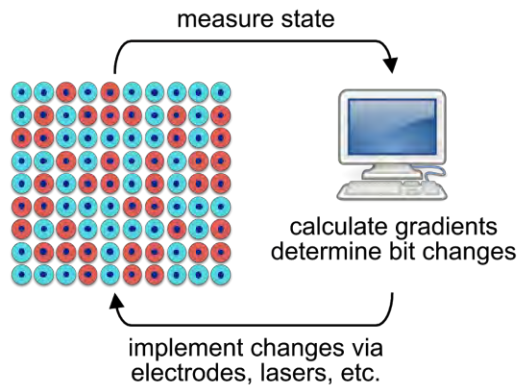 measure state
calculate gradients
determine bit changes
implement changes via
electrodes, lasers, etc.